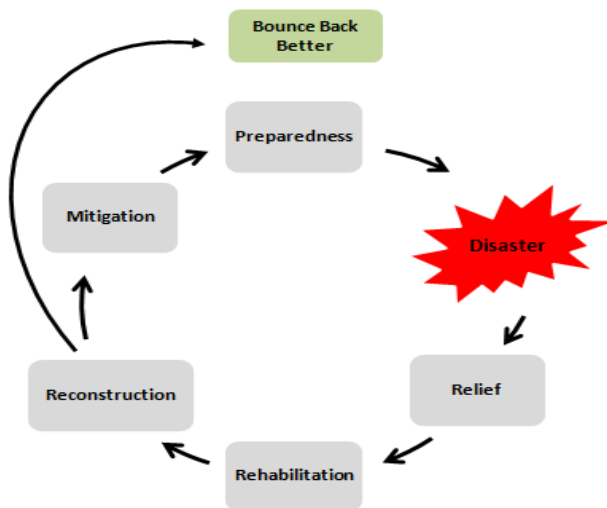 Bounce Back
Better
Preparedness
Mitigation
Disaster
Reconstruction
Relief
Rehabilitation